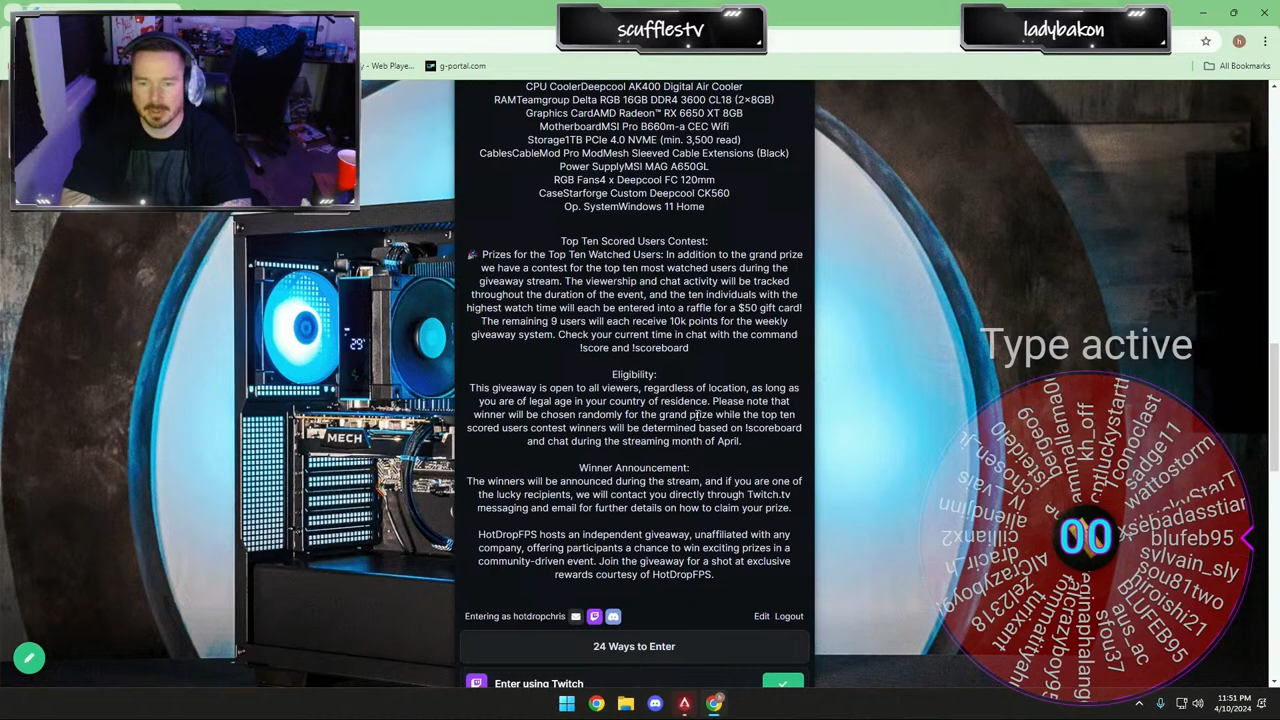 scufflestv
ladybakon
- Web Playe...
g-portal.com
All Bookmarks
CPU CoolerDeepcool AK400 Digital Air Cooler
RAMTeamgroup Delta RGB 16GB DDR4 3600 CL18 (2x8GB)
Graphics CardAMD Radeon™ RX 6650 XT 8GB
MotherboardMSI Pro B660m-a CEC Wifi
Storage1TB PCIe 4.0 NVME (min. 3,500 read)
CablesCableMod Pro ModMesh Sleeved Cable Extensions (Black)
Power SupplyMSI MAG A650GL
RGB Fans4 x Deepcool FC 120mm
CaseStarforge Custom Deepcool CK560
Op. SystemWindows 11 Home
Top Ten Scored Users Contest:
🎉 Prizes for the Top Ten Watched Users: In addition to the grand prize
we have a contest for the top ten most watched users during the
giveaway stream. The viewership and chat activity will be tracked
throughout the duration of the event, and the ten individuals with the
highest watch time will each be entered into a raffle for a $50 gift card!
The remaining 9 users will each receive 10k points for the weekly
giveaway system. Check your current time in chat with the command
!score and !scoreboard
Eligibility:
This giveaway is open to all viewers, regardless of location, as long as
you are of legal age in your country of residence. Please note that
winner will be chosen randomly for the grand prize while the top ten
scored users contest winners will be determined based on !scoreboard
and chat during the streaming month of April.
Winner Announcement:
The winners will be announced during the stream, and if you are one of
the lucky recipients, we will contact you directly through Twitch.tv
messaging and email for further details on how to claim your prize.
HotDropFPS hosts an independent giveaway, unaffiliated with any
company, offering participants a chance to win exciting prizes in a
community-driven event. Join the giveaway for a shot at exclusive
rewards courtesy of HotDropFPS.
Entering as hotdropchris
Edit Logout
24 Ways to Enter
Enter using Twitch
29
MECH
Type active
kh_off
1conoclast
sadge11
wattostorm
xsebadasstian
blufeb95
svlvain_sly
sou81two
hiroishi21
BLUFEB95
aus_ac
sfou37
turuxant
zef2318
dracir_h
cilianx2
aliendjinn
00
11:51 PM
4/10/2024